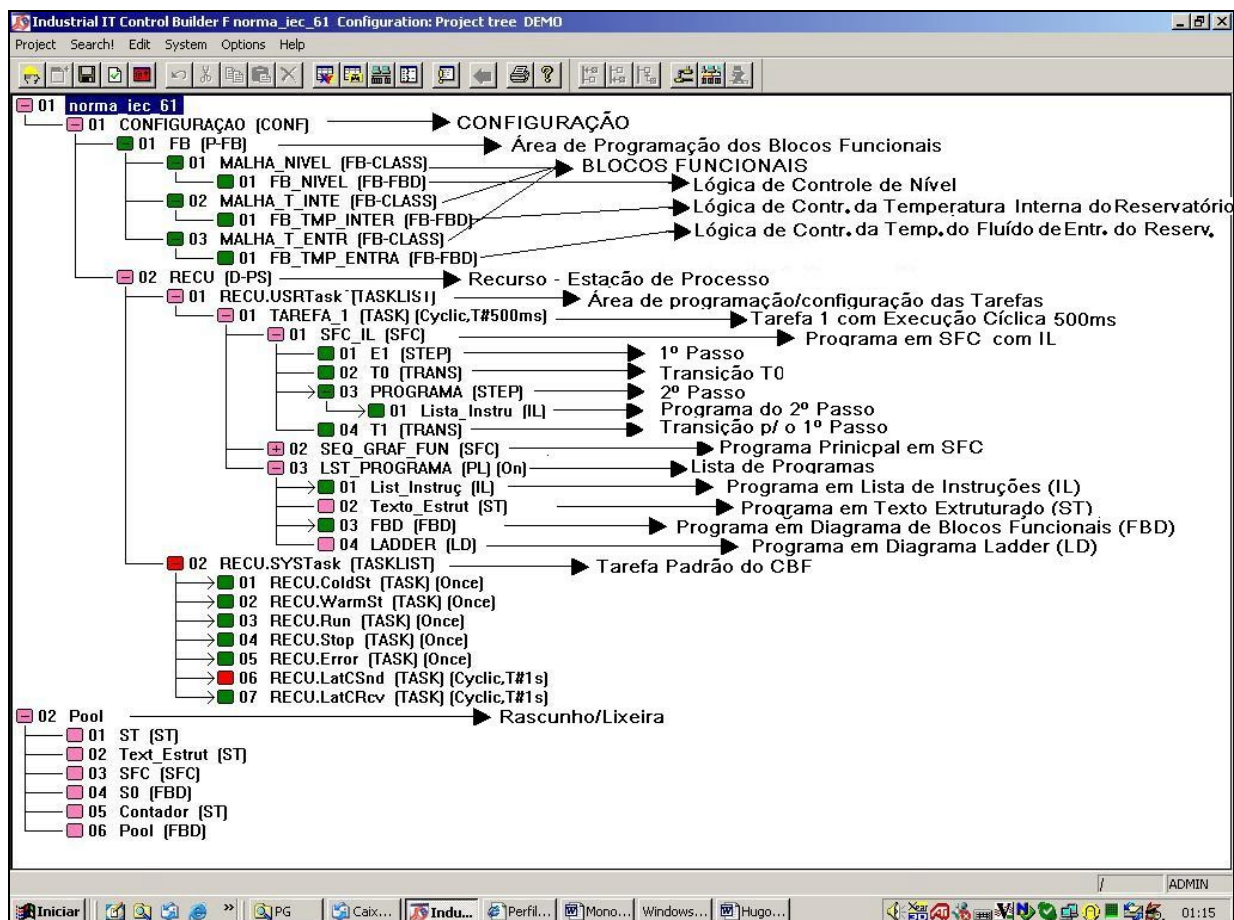 Industrial IT Control Builder F norma_iec_61 Configuration: Project tree DEMO
Project Search! Edit System Options Help
01 norma_iec_61
01 CONFIGURAÇAO (CONF) CONFIGURAÇÃO
01 FB (P-FB) Área de Programação dos Blocos Funcionais
01 MALHA_NIVEL (FB-CLASS) BLOCOS FUNCIONAIS
01 FB_NIVEL (FB-FBD) Lógica de Controle de Nível
02 MALHA_T_INTE (FB-CLASS)
01 FB_TMP_INTER (FB-FBD) Lógica de Contr. da Temperatura Interna do Reservatório
03 MALHA_T_ENTR (FB-CLASS) Lógica de Contr. da Temp. do Fluído de Entr. do Reserv.
01 FB_TMP_ENTRA (FB-FBD)
02 RECU (D-PS) Recurso - Estação de Processo
01 RECU.USRTask (TASKLIST) Área de programação/configuração das Tarefas
01 TAREFA_1 (TASK) (Cyclic,T#500ms) Tarefa 1 com Execução Cíclica 500ms
01 SFC_IL (SFC) Programa em SFC com IL
01 E1 (STEP) 1º Passo
02 T0 (TRANS) Transição T0
03 PROGRAMA (STEP) 2º Passo
01 Lista_Instru (IL) Programa do 2º Passo
04 T1 (TRANS) Transição p/ o 1º Passo
02 SEQ_GRAF_FUN (SFC) Programa Prinicpal em SFC
03 LST_PROGRAMA (PL) (On) Lista de Programas
01 List_Instruç (IL) Programa em Lista de Instruções (IL)
02 Texto_Estrut (ST) Programa em Texto Extruturado (ST)
03 FBD (FBD) Programa em Diagrama de Blocos Funcionais (FBD)
04 LADDER (LD) Programa em Diagrama Ladder (LD)
02 RECU.SYSTask (TASKLIST) Tarefa Padrão do CBF
01 RECU.ColdSt (TASK) (Once)
02 RECU.WarmSt (TASK) (Once)
03 RECU.Run (TASK) (Once)
04 RECU.Stop (TASK) (Once)
05 RECU.Error (TASK) (Once)
06 RECU.LatCSnd (TASK) (Cyclic,T#1s)
07 RECU.LatCRcv (TASK) (Cyclic,T#1s)
02 Pool Rascunho/Lixeira
01 ST (ST)
02 Text_Estrut (ST)
03 SFC (SFC)
04 S0 (FBD)
05 Contador (ST)
06 Pool (FBD)
/ ADMIN
Iniciar » PG Caix... Indu... Perfil... Mono... Windows... Hugo... 01:15